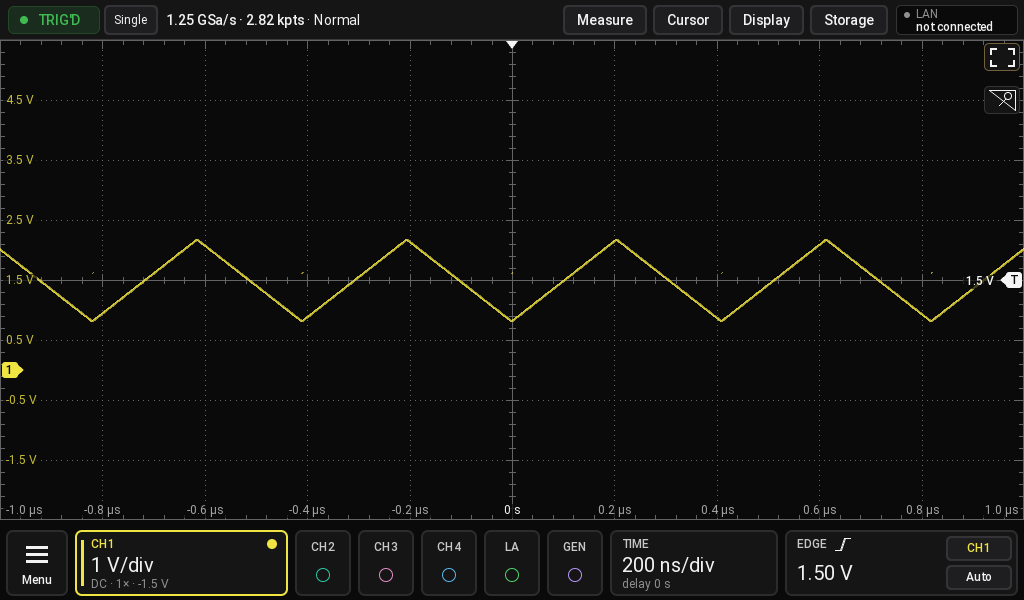 TRIG'D
Single
1.25 GSa/s · 2.82 kpts · Normal
Measure
Cursor
Display
Storage
LAN
not connected
4.5 V
3.5 V
2.5 V
1.5 V
1.5 V
T
0.5 V
1
-0.5 V
-1.5 V
-1.0 µs
-0.8 µs
-0.6 µs
-0.4 µs
-0.2 µs
0 s
0.2 µs
0.4 µs
0.6 µs
0.8 µs
1.0 µs
Menu
CH1
1 V/div
DC · 1× · -1.5 V
CH2
CH3
CH4
LA
GEN
TIME
200 ns/div
delay 0 s
EDGE
1.50 V
CH1
Auto